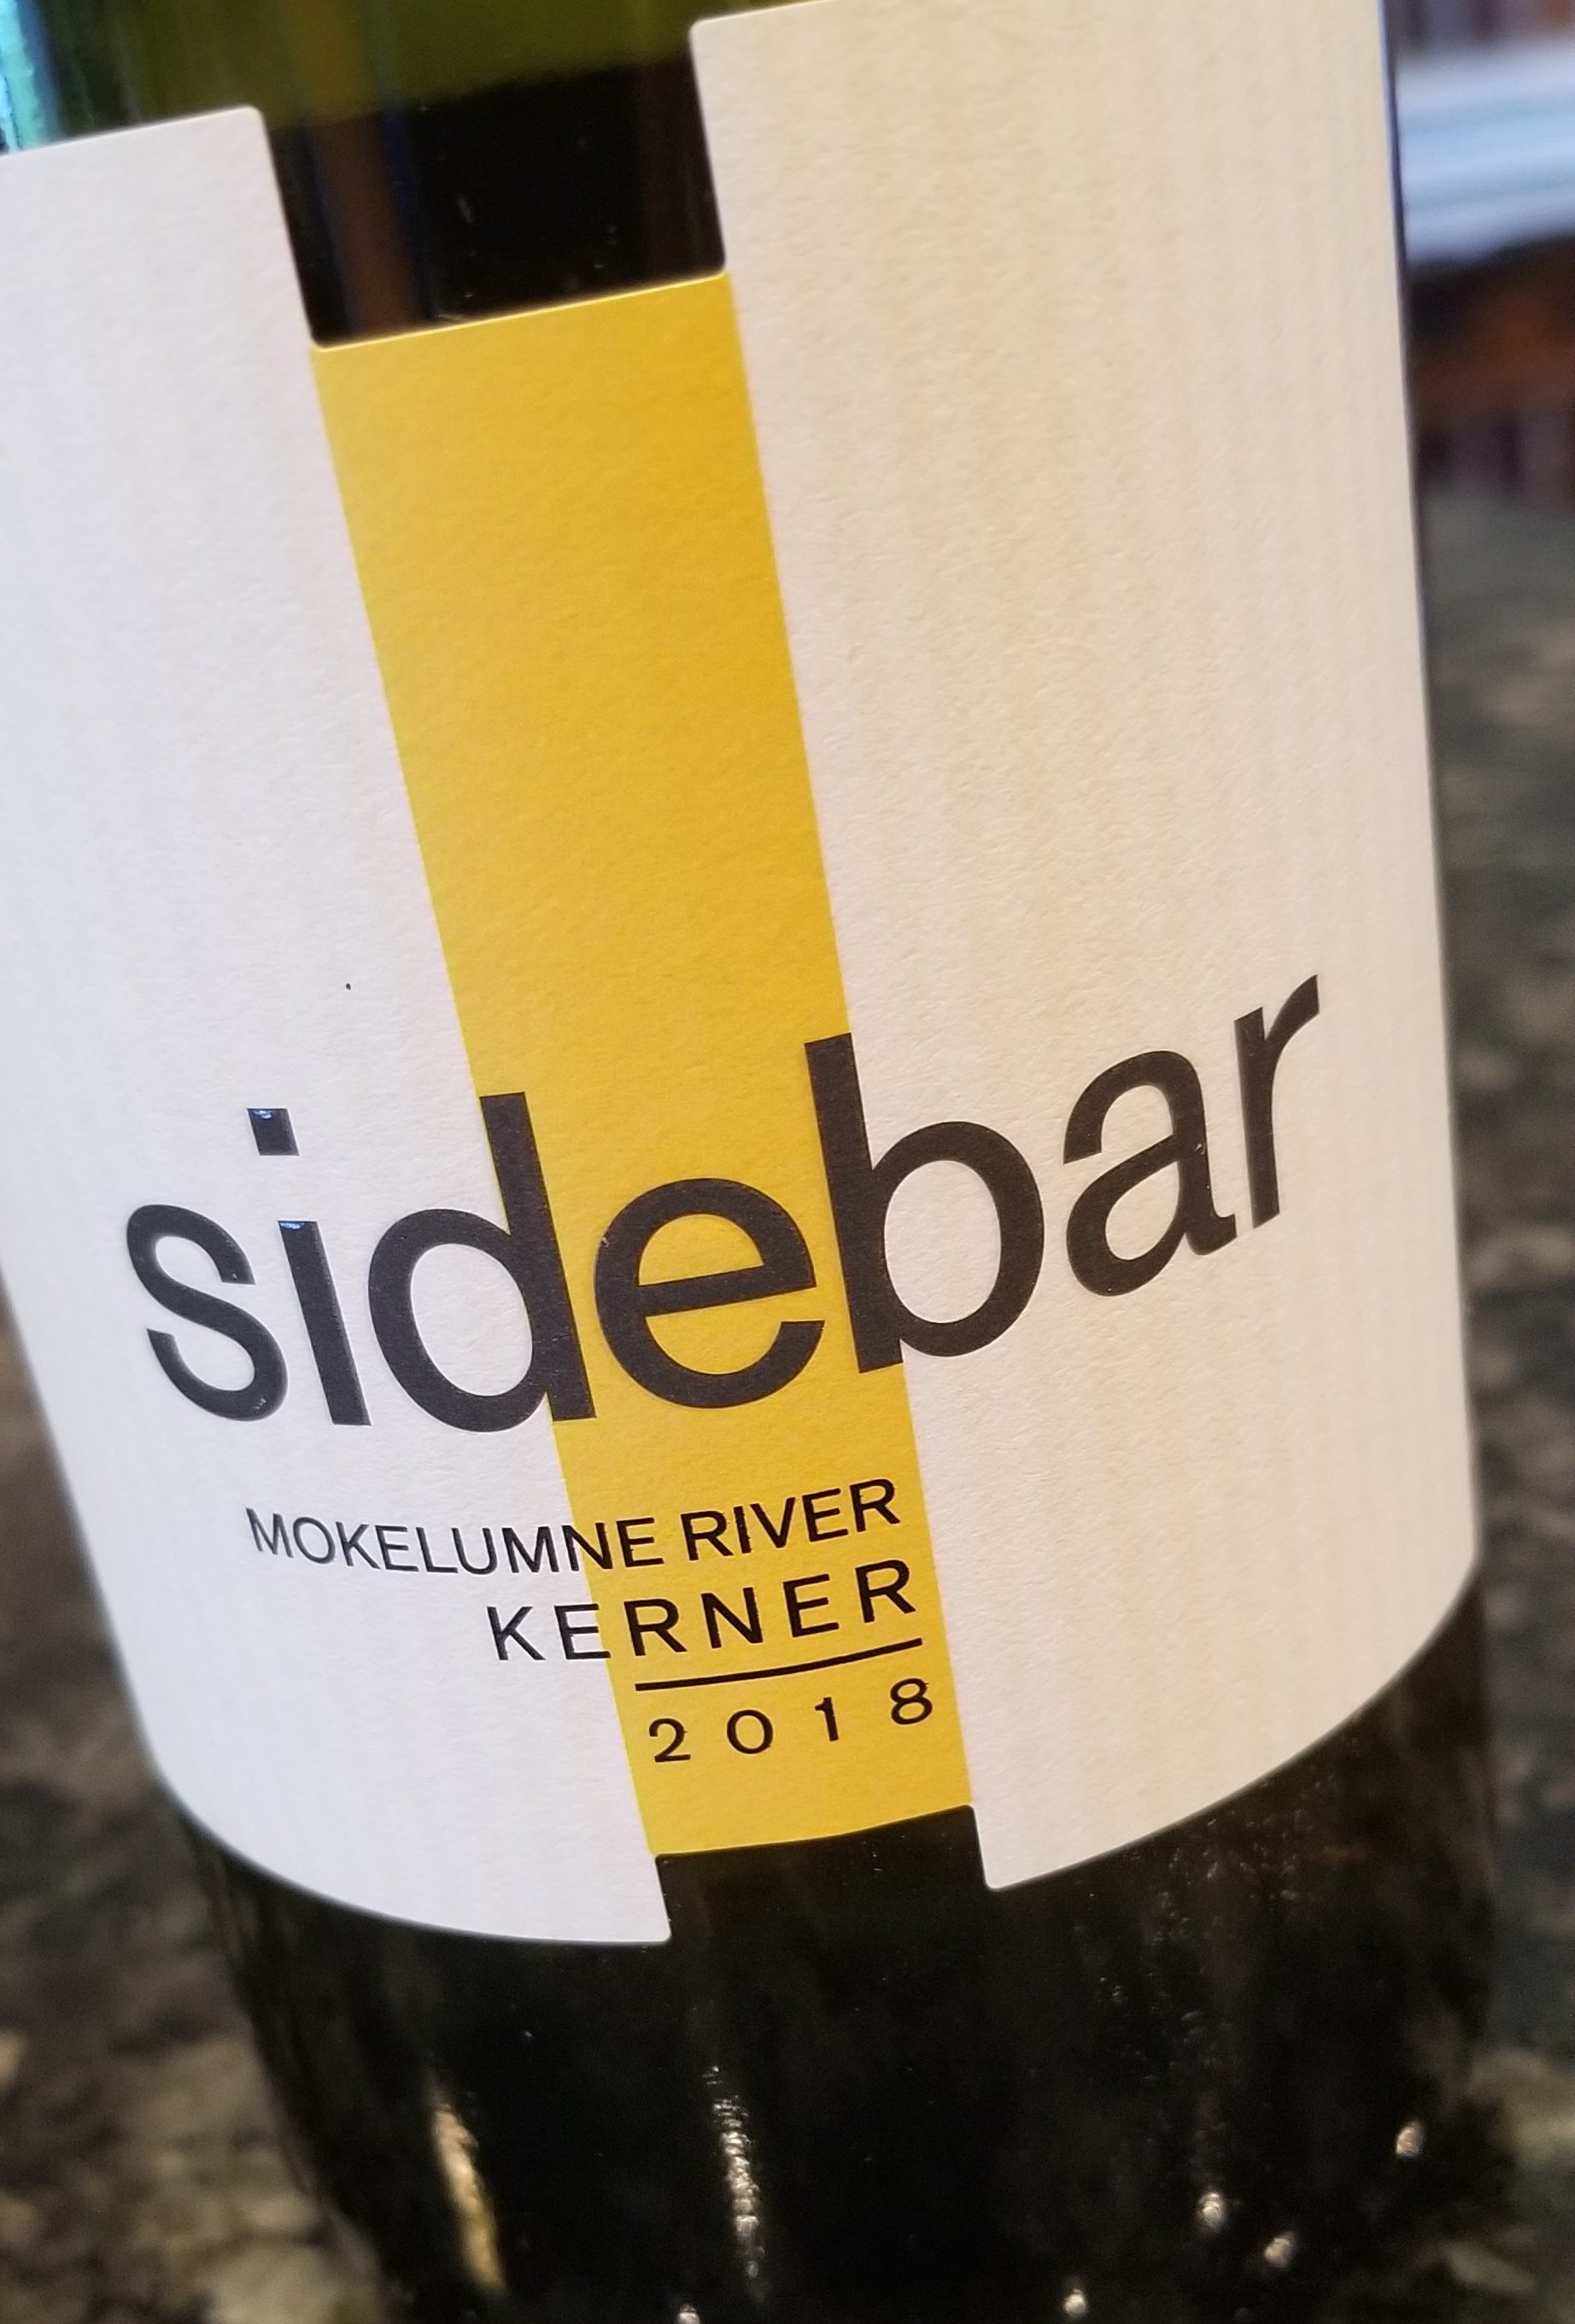 sidebar
MOKELUMNE RIVER
KERNER
2018